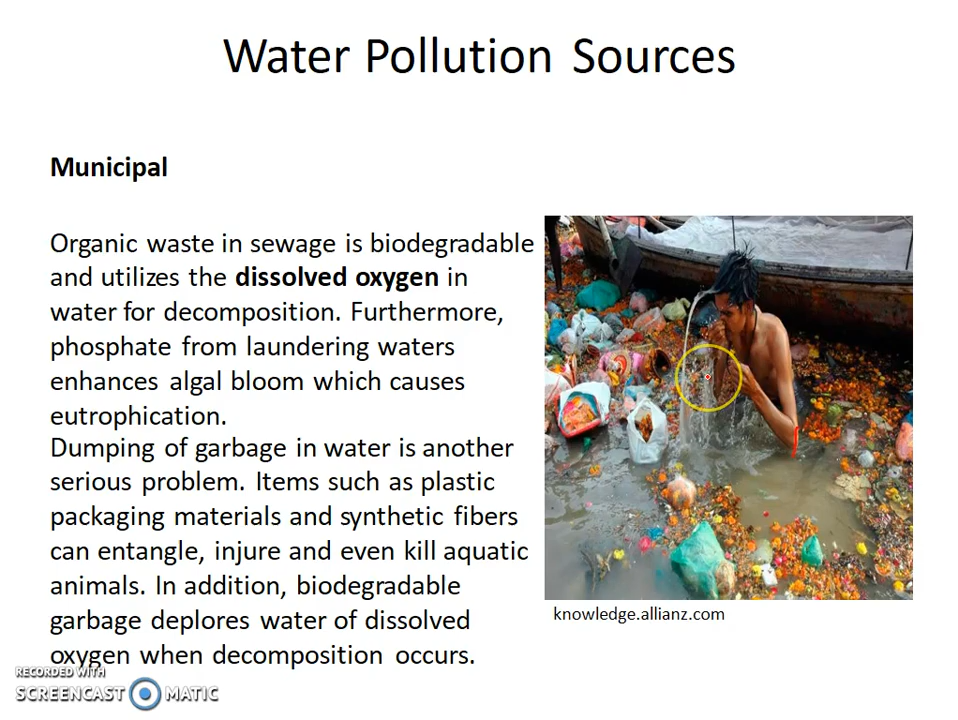 Water Pollution Sources
Municipal
Organic waste in sewage is biodegradable
and utilizes the dissolved oxygen in
water for decomposition. Furthermore,
phosphate from laundering waters
enhances algal bloom which causes
eutrophication.
Dumping of garbage in water is another
serious problem. Items such as plastic
packaging materials and synthetic fibers
can entangle, injure and even kill aquatic
animals. In addition, biodegradable
garbage deplores water of dissolved
oxygen when decomposition occurs.
knowledge.allianz.com
RECORDED WITH
SCREENCAST MATIC